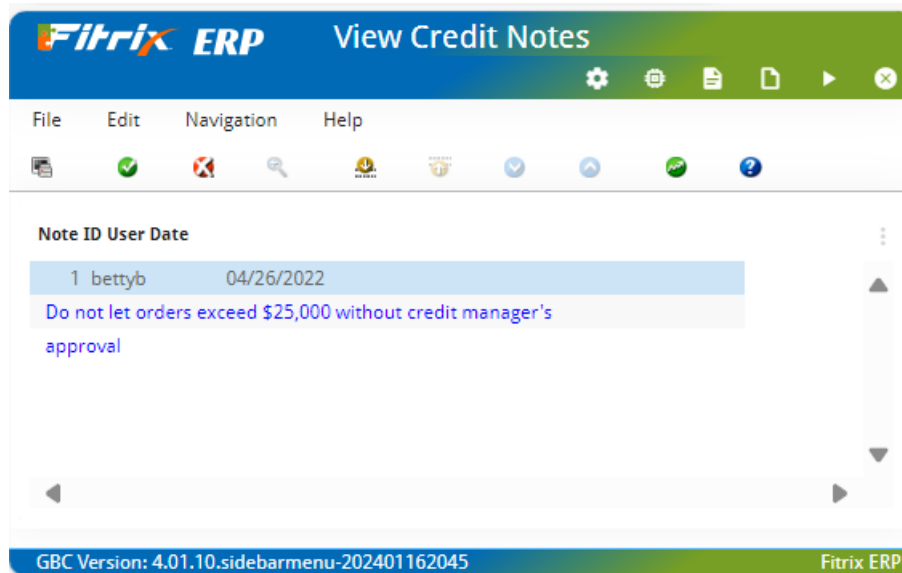 Fitrix ERP View Credit Notes
File Edit Navigation Help
Note ID User Date
1 bettyb 04/26/2022
Do not let orders exceed $25,000 without credit manager's
approval
GBC Version: 4.01.10.sidebarmenu-202401162045 Fitrix ERP